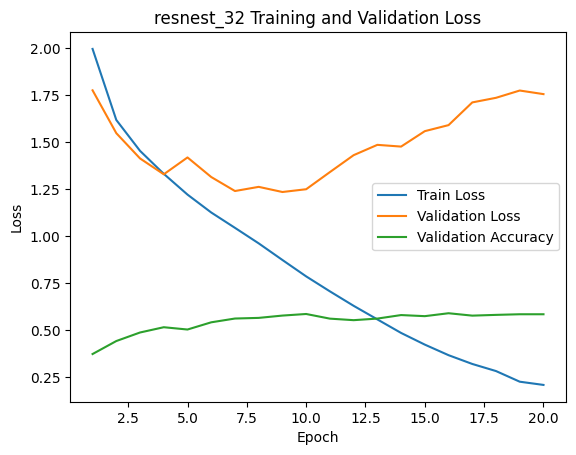 resnest_32 Training and Validation Loss
2.00
1.75
1.50
1.25
1.00
0.75
0.50
0.25
Loss
Train Loss
Validation Loss
Validation Accuracy
2.5 5.0 7.5 10.0 12.5 15.0 17.5 20.0
Epoch